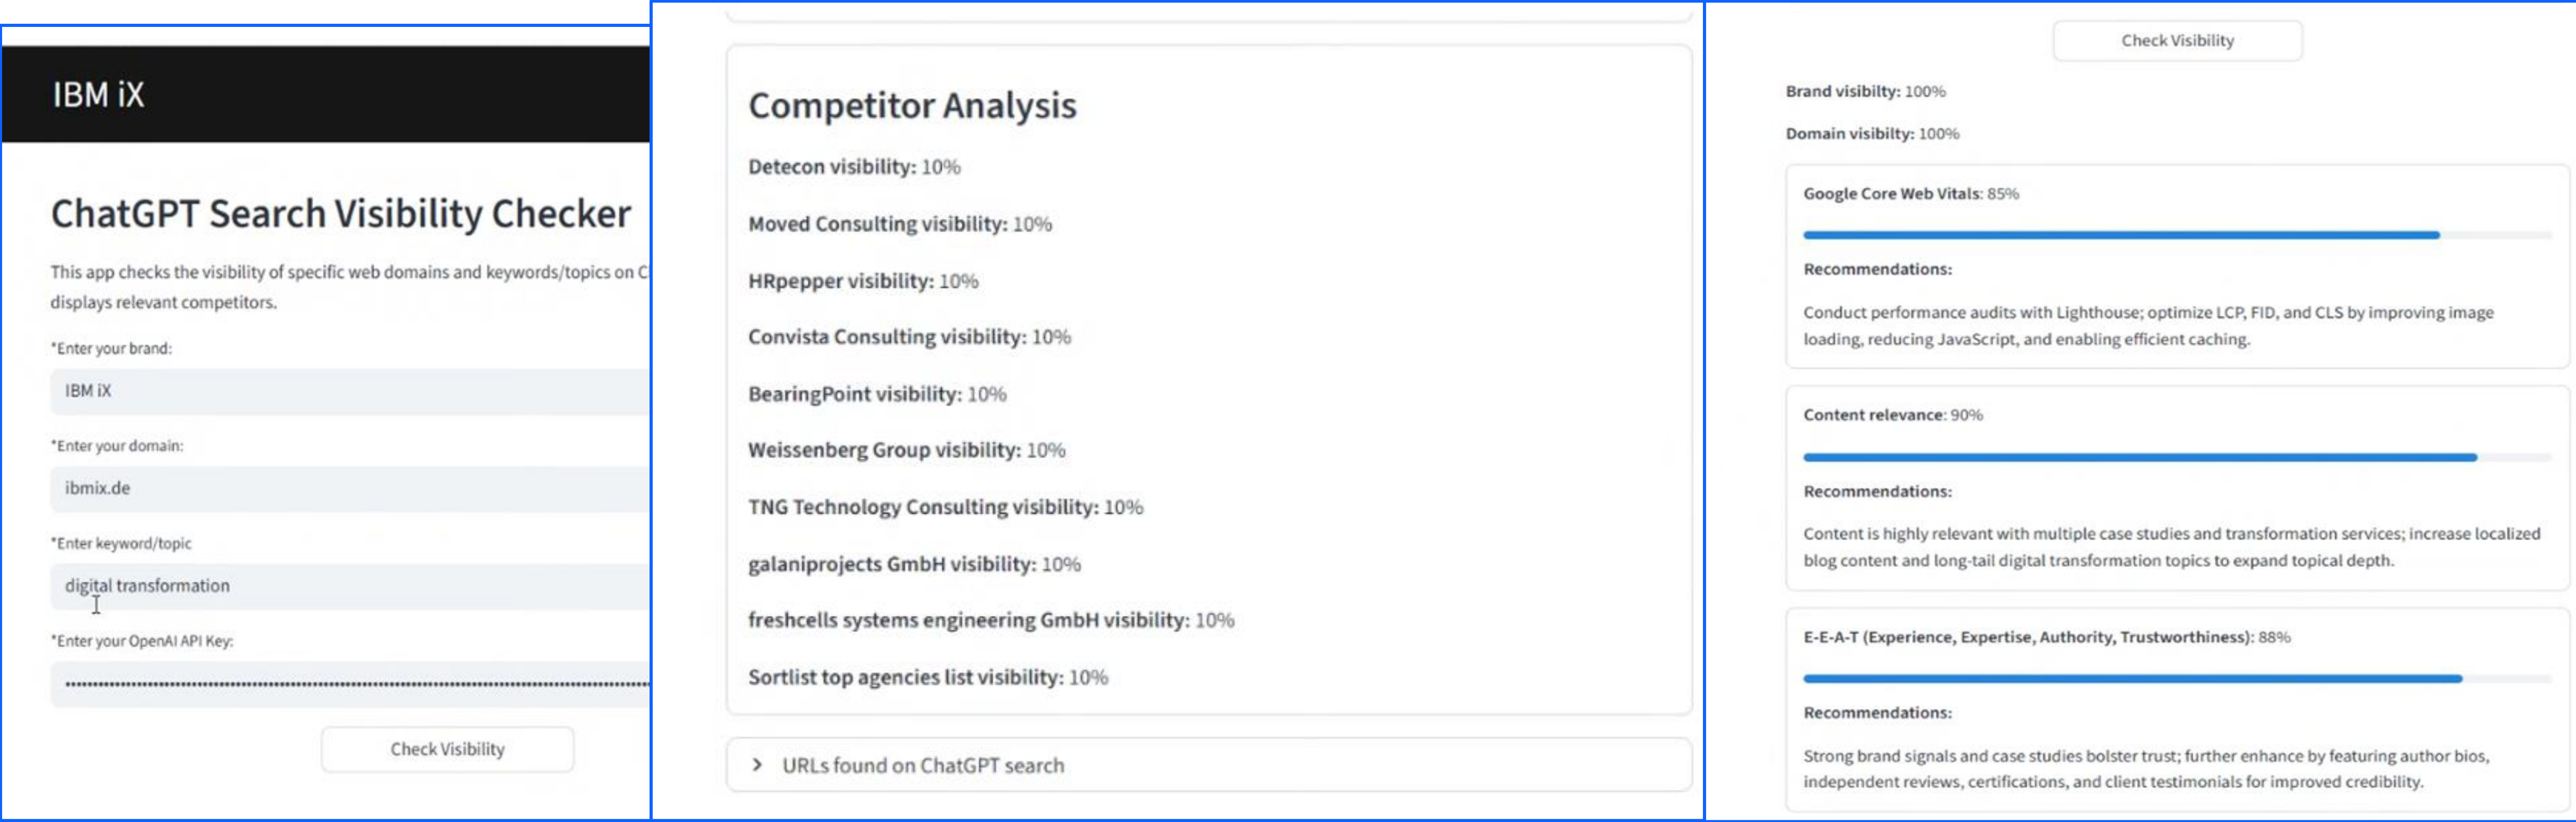 IBM iX
ChatGPT Search Visibility Checker
This app checks the visibility of specific web domains and keywords/topics on C
displays relevant competitors.
*Enter your brand:
IBM iX
*Enter your domain:
ibmix.de
*Enter keyword/topic
digital transformation
*Enter your OpenAI API Key:
Check Visibility
Competitor Analysis
Detecon visibility: 10%
Moved Consulting visibility: 10%
HRpepper visibility: 10%
Convista Consulting visibility: 10%
BearingPoint visibility: 10%
Weissenberg Group visibility: 10%
TNG Technology Consulting visibility: 10%
galaniprojects GmbH visibility: 10%
freshcells systems engineering GmbH visibility: 10%
Sortlist top agencies list visibility: 10%
URLs found on ChatGPT search
Check Visibility
Brand visibilty: 100%
Domain visibilty: 100%
Google Core Web Vitals: 85%
Recommendations:
Conduct performance audits with Lighthouse; optimize LCP, FID, and CLS by improving image
loading, reducing JavaScript, and enabling efficient caching.
Content relevance: 90%
Recommendations:
Content is highly relevant with multiple case studies and transformation services; increase localized
blog content and long-tail digital transformation topics to expand topical depth.
E-E-A-T (Experience, Expertise, Authority, Trustworthiness): 88%
Recommendations:
Strong brand signals and case studies bolster trust; further enhance by featuring author bios,
independent reviews, certifications, and client testimonials for improved credibility.